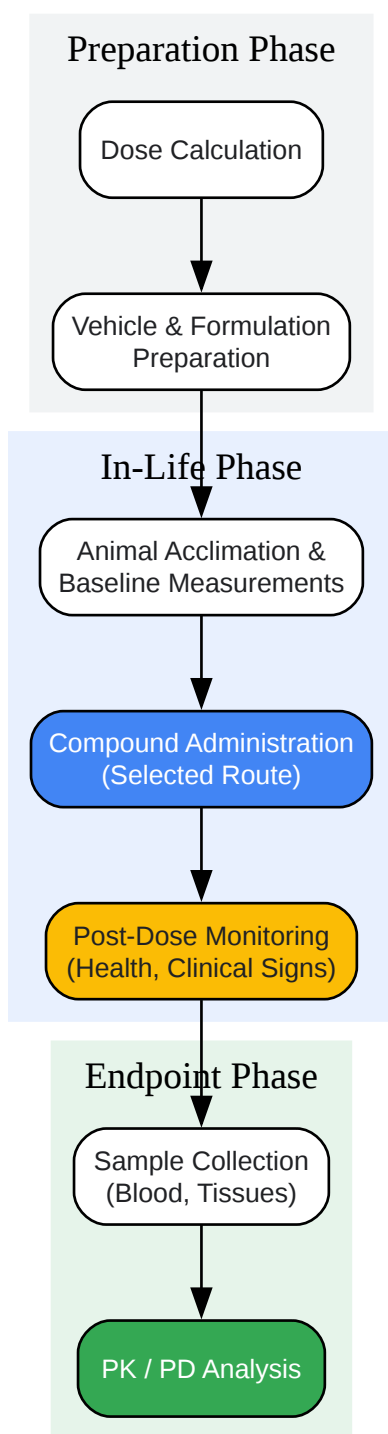 Preparation Phase
Dose Calculation
Vehicle & Formulation
Preparation
In-Life Phase
Animal Acclimation &
Baseline Measurements
Compound Administration
(Selected Route)
Post-Dose Monitoring
(Health, Clinical Signs)
Endpoint Phase
Sample Collection
(Blood, Tissues)
PK / PD Analysis